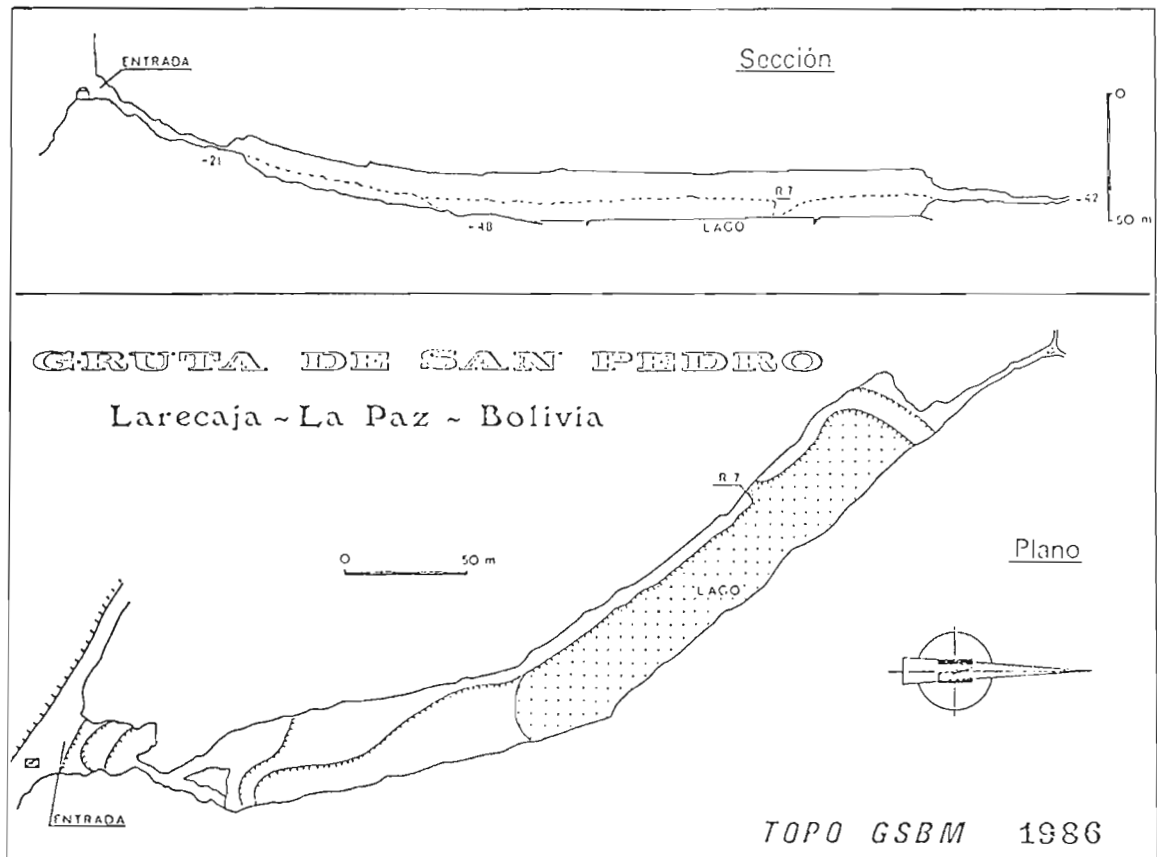 ENTRADA
Sección
0
-21
R.7
-42
-48
LAGO
50 m
GRUTA DE SAN PEDRO
Larecaja ~ La Paz ~ Bolivia
R.7
0 50 m
Plano
LAGO
ENTRADA
TOPO GSBM 1986